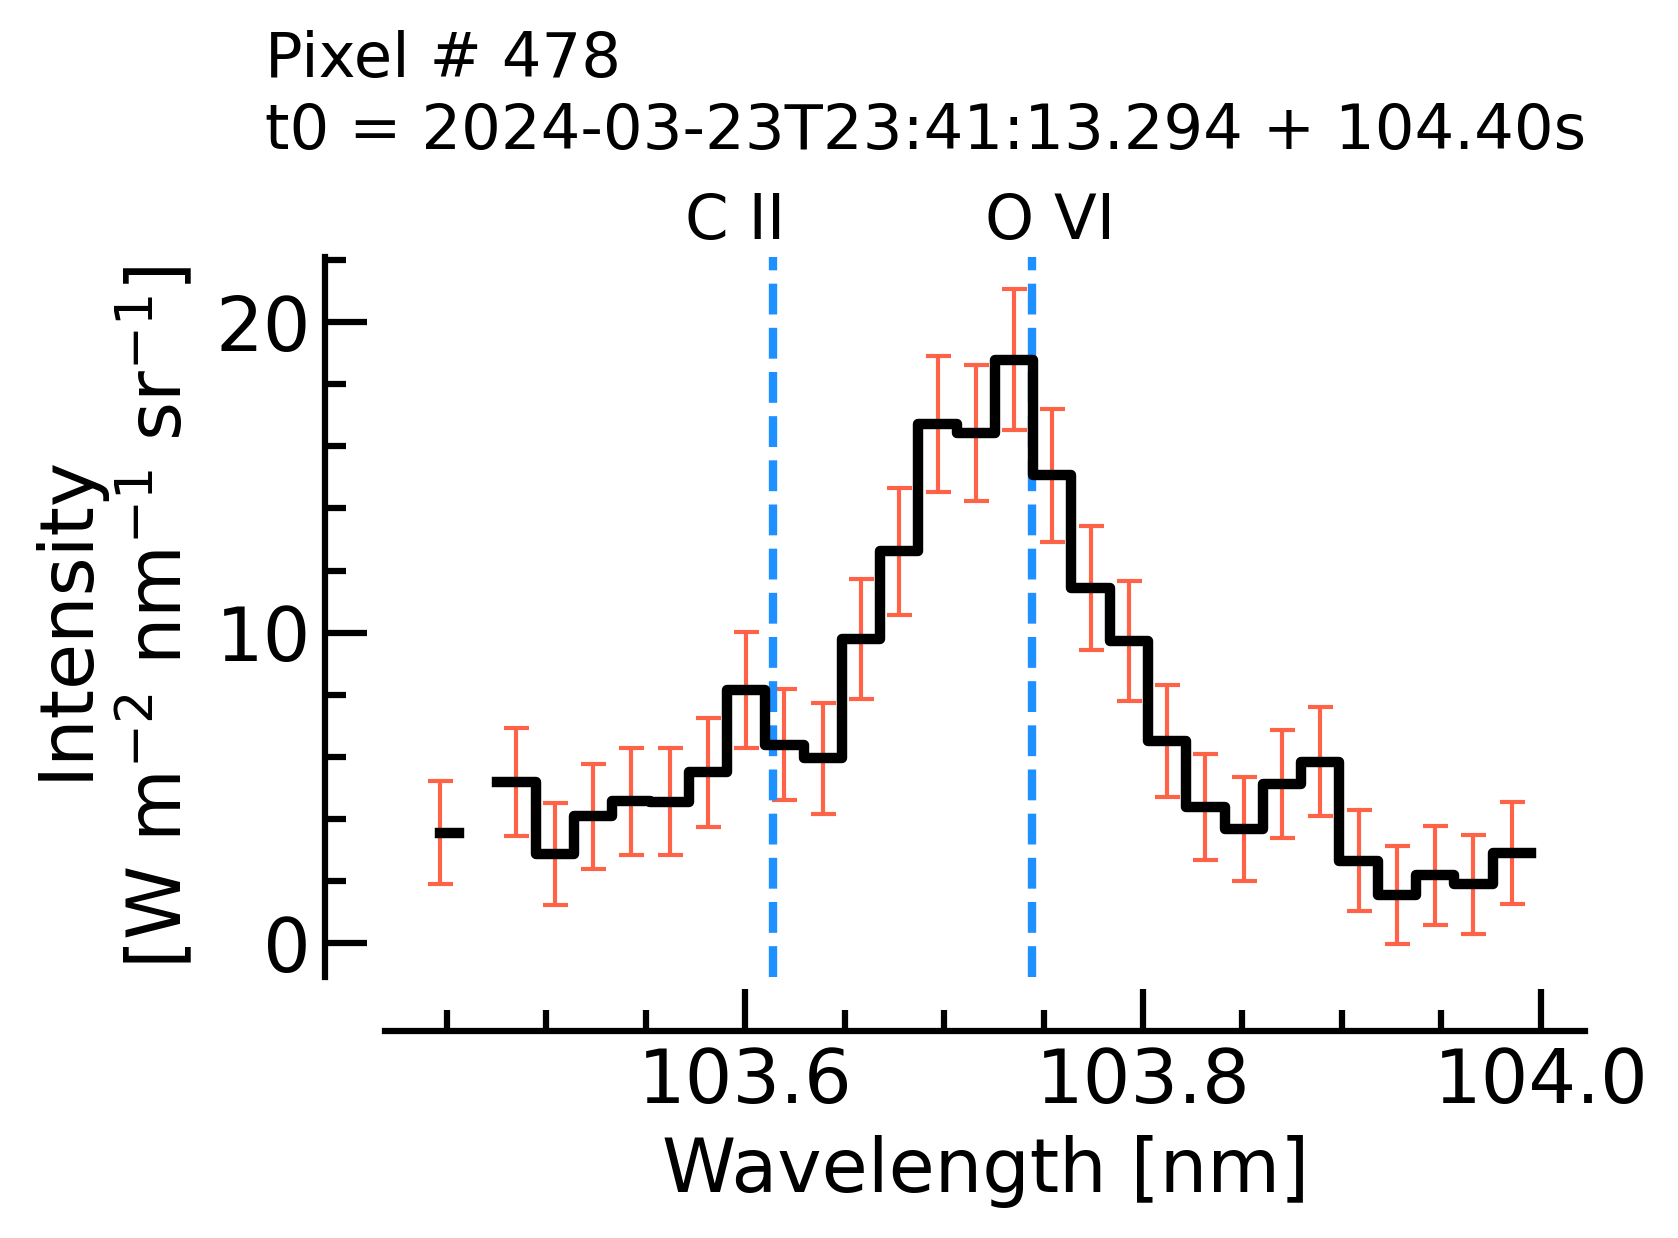 Pixel # 478
t0 = 2024-03-23T23:41:13.294 + 104.40s
C II
O VI
Intensity
[W m⁻² nm⁻¹ sr⁻¹]
20
10
0
103.6
103.8
104.0
Wavelength [nm]